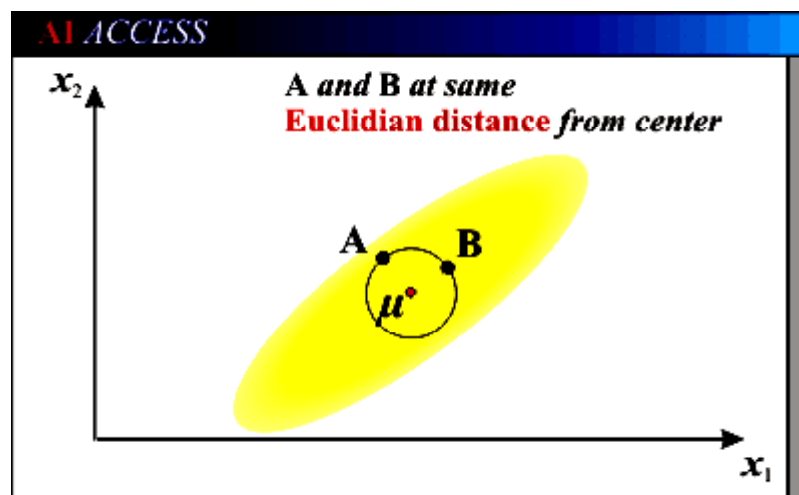 AI ACCESS
x₂
A and B at same
Euclidian distance from center
A
B
μ
x₁